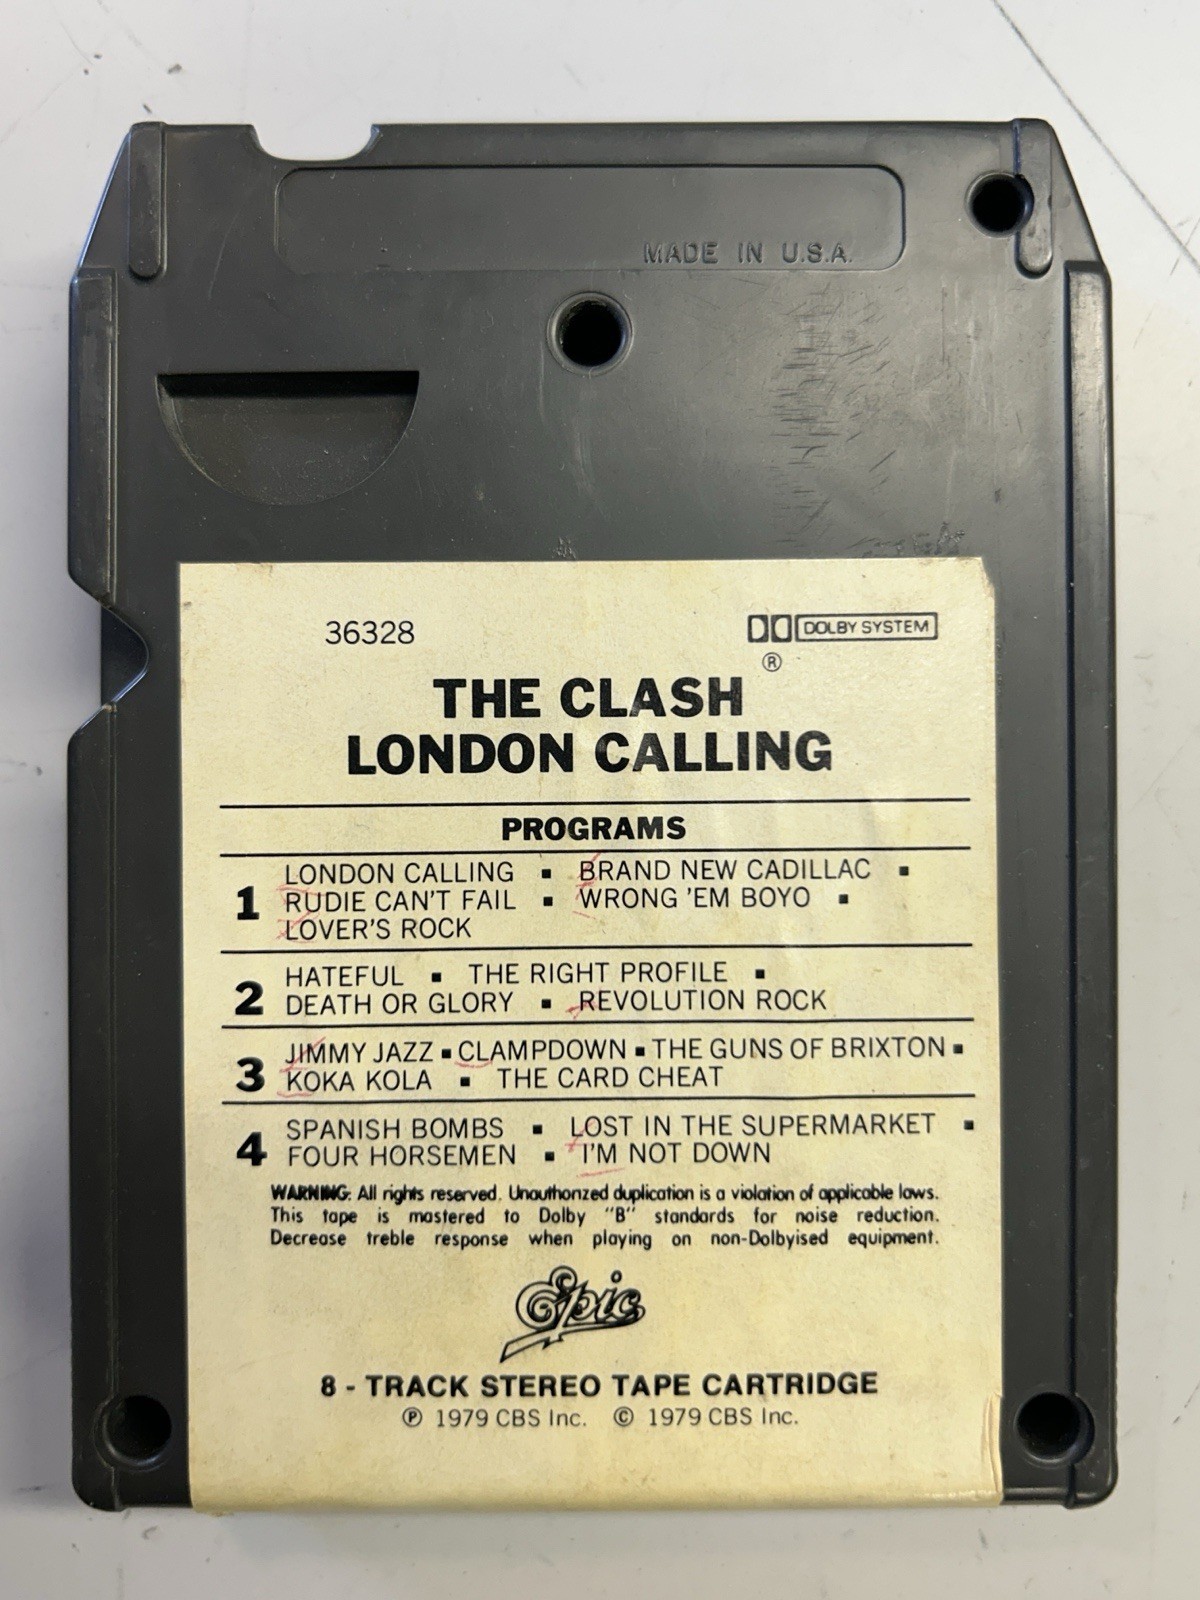 MADE IN U.S.A.
36328
DOLBY SYSTEM
®
THE CLASH
LONDON CALLING
PROGRAMS
1 LONDON CALLING ▪ BRAND NEW CADILLAC ▪
RUDIE CAN'T FAIL ▪ WRONG 'EM BOYO ▪
LOVER'S ROCK
2 HATEFUL ▪ THE RIGHT PROFILE ▪
DEATH OR GLORY ▪ REVOLUTION ROCK
3 JIMMY JAZZ ▪ CLAMPDOWN ▪ THE GUNS OF BRIXTON ▪
KOKA KOLA ▪ THE CARD CHEAT
4 SPANISH BOMBS ▪ LOST IN THE SUPERMARKET ▪
FOUR HORSEMEN ▪ I'M NOT DOWN
WARNING: All rights reserved. Unauthorized duplication is a violation of applicable laws.
This tape is mastered to Dolby "B" standards for noise reduction.
Decrease treble response when playing on non-Dolbyised equipment.
Epic
8 - TRACK STEREO TAPE CARTRIDGE
℗ 1979 CBS Inc. © 1979 CBS Inc.